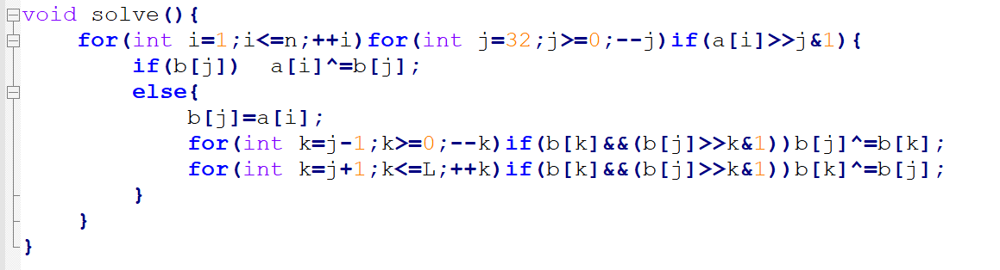 void solve(){
    for(int i=1;i<=n;++i)for(int j=32;j>=0;--j)if(a[i]>>j&1){
        if(b[j])  a[i]^=b[j];
        else{
            b[j]=a[i];
            for(int k=j-1;k>=0;--k)if(b[k]&&(b[j]>>k&1))b[j]^=b[k];
            for(int k=j+1;k<=L;++k)if(b[k]&&(b[j]>>k&1))b[k]^=b[j];
        }
    }
}